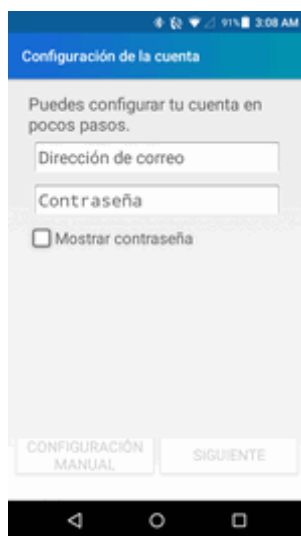 91% 3:08 AM
Configuración de la cuenta
Puedes configurar tu cuenta en
pocos pasos.
Dirección de correo
Contraseña
Mostrar contraseña
CONFIGURACIÓN
MANUAL
SIGUIENTE